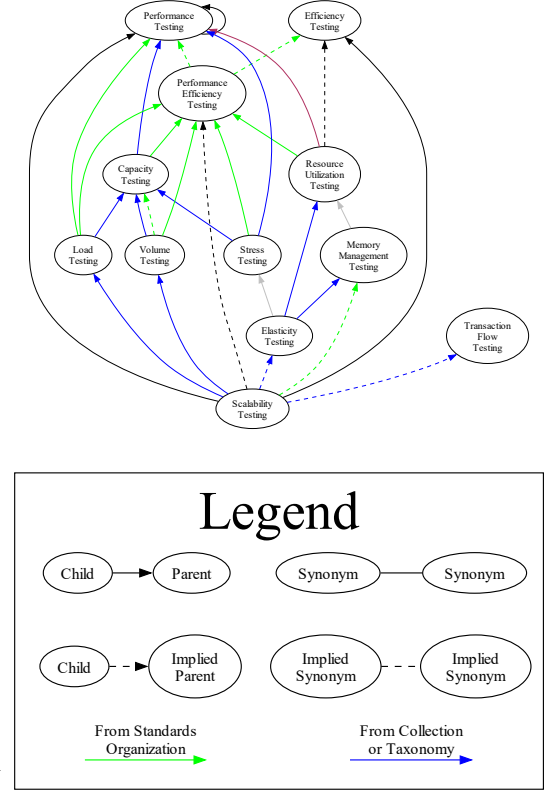 Performance
Testing
Efficiency
Testing
Performance
Efficiency
Testing
Capacity
Testing
Resource
Utilization
Testing
Load
Testing
Volume
Testing
Stress
Testing
Memory
Management
Testing
Elasticity
Testing
Transaction
Flow
Testing
Scalability
Testing
Legend
Child
Parent
Synonym
Synonym
Child
Implied
Parent
Implied
Synonym
Implied
Synonym
From Standards
Organization
From Collection
or Taxonomy